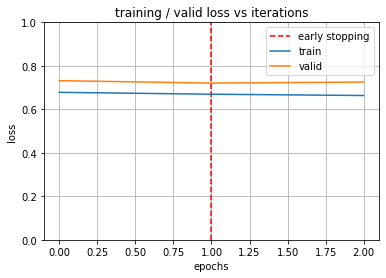 training / valid loss vs iterations
1.0
0.8
0.6
0.4
0.2
0.0
loss
early stopping
train
valid
0.00 0.25 0.50 0.75 1.00 1.25 1.50 1.75 2.00
epochs